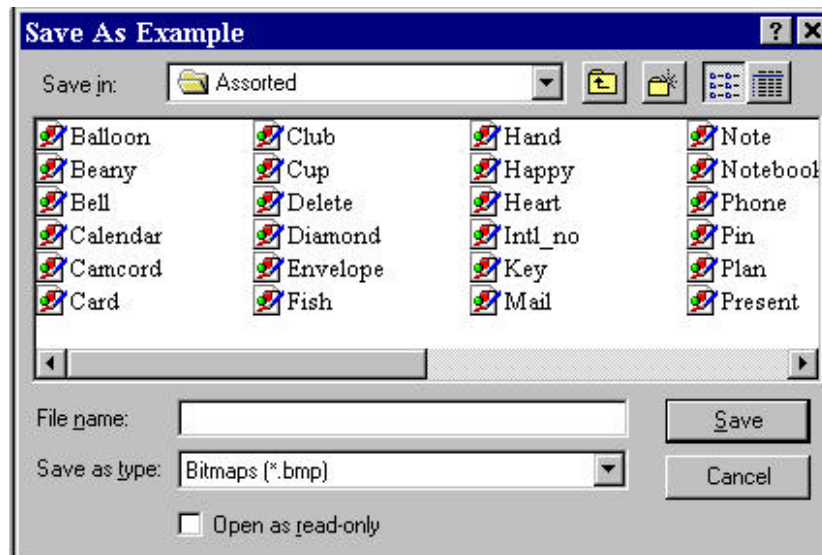 Save As Example
Save in: Assorted
Balloon Club Hand Note
Beany Cup Happy Notebook
Bell Delete Heart Phone
Calendar Diamond Intl_no Pin
Camcord Envelope Key Plan
Card Fish Mail Present
File name: Save
Save as type: Bitmaps (*.bmp) Cancel
Open as read-only